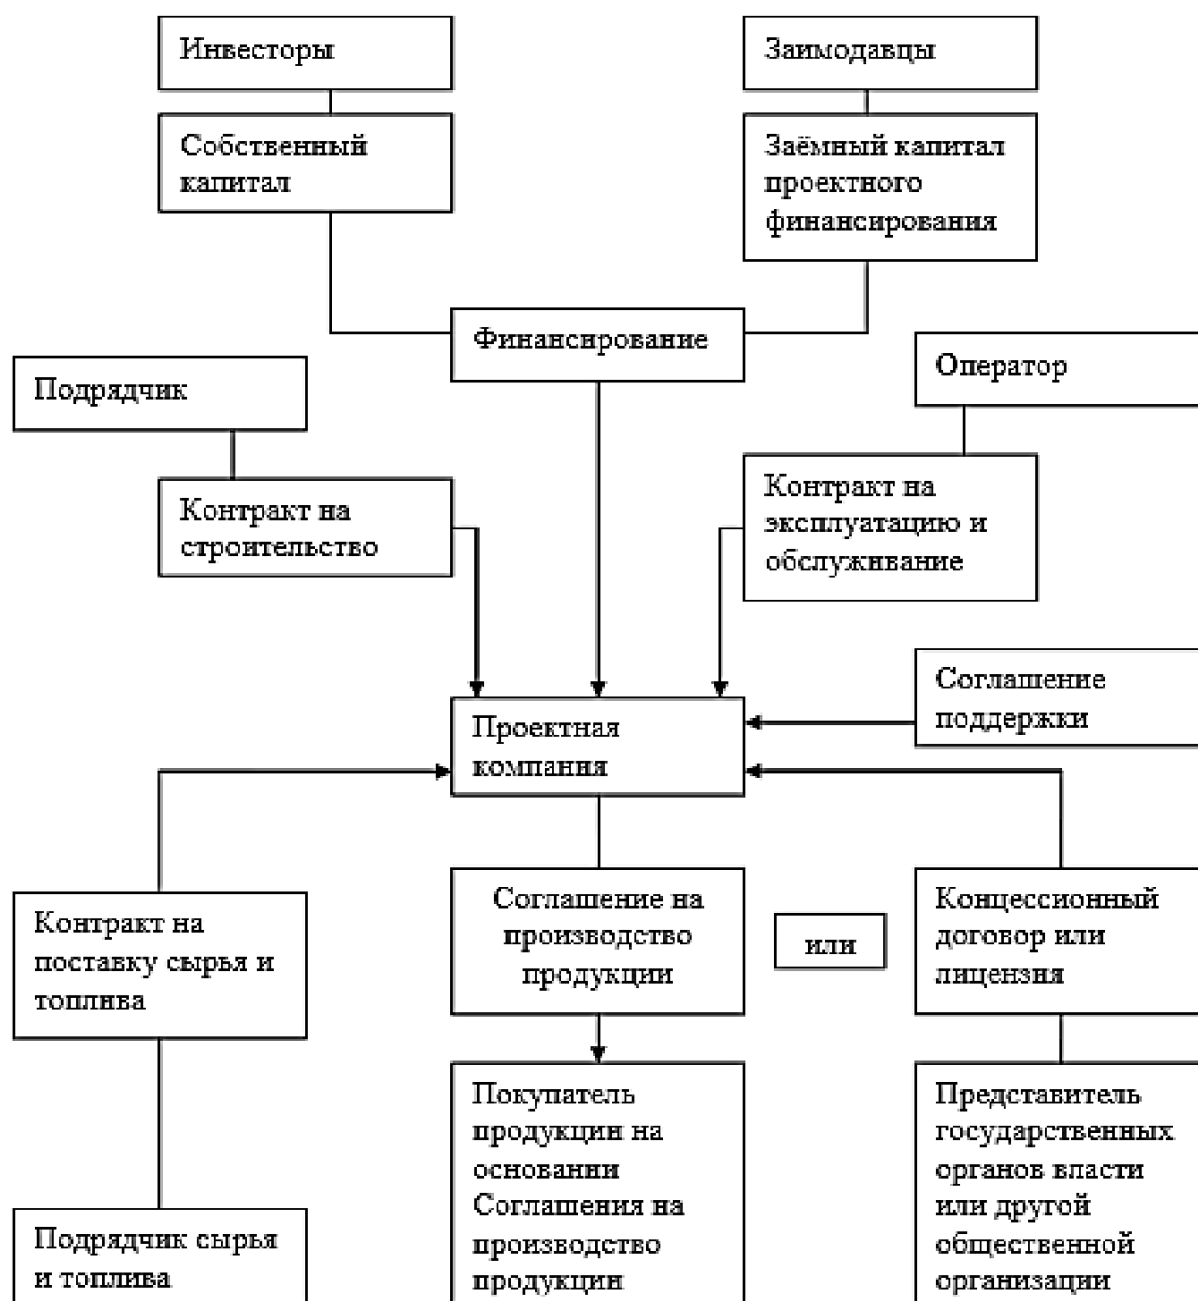 Инвесторы
Заимодавцы
Собственный
капитал
Заёмный капитал
проектного
финансирования
Финансирование
Оператор
Подрядчик
Контракт на
строительство
Контракт на
эксплуатацию и
обслуживание
Соглашение
поддержки
Проектная
компания
Контракт на
поставку сырья и
топлива
Соглашение на
производство
продукции
или
Концессионный
договор или
лицензия
Подрядчик сырья
и топлива
Покупатель
продукции на
основании
Соглашения на
производство
продукции
Представитель
государственных
органов власти
или другой
общественной
организации